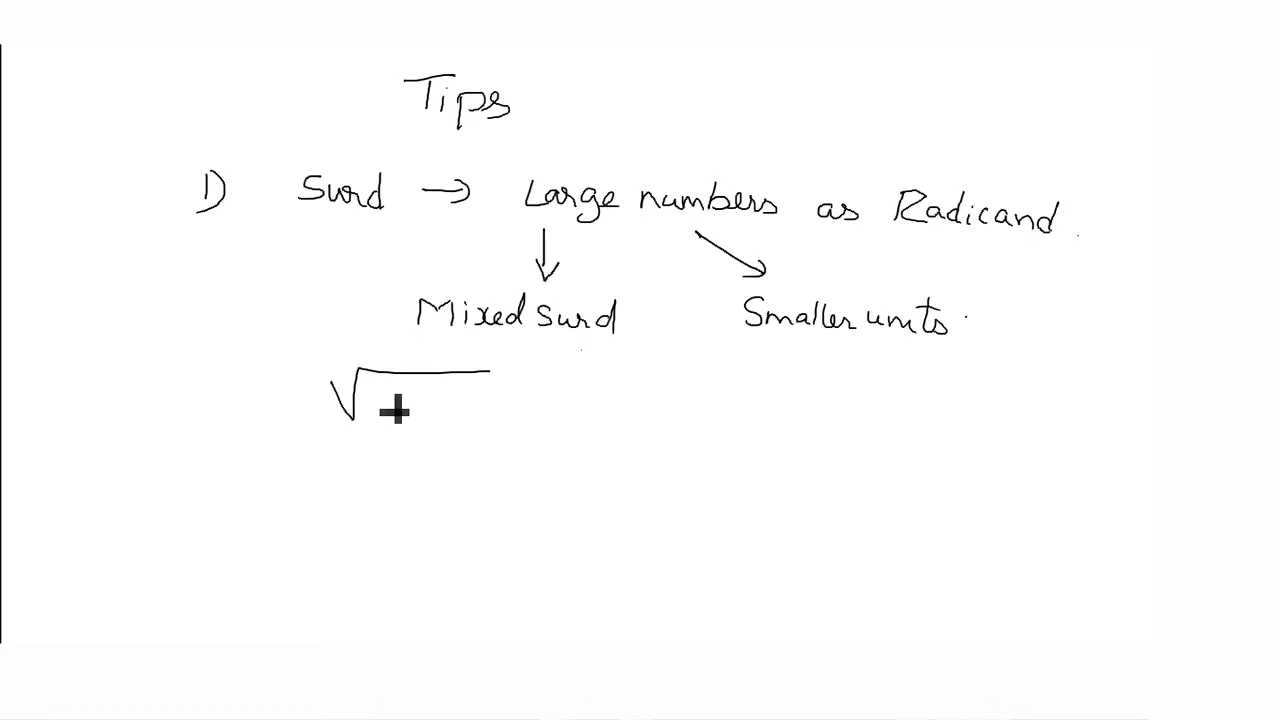 Tips
1) Surd → Large numbers as Radicand.
Mixed Surd Smaller units.
√